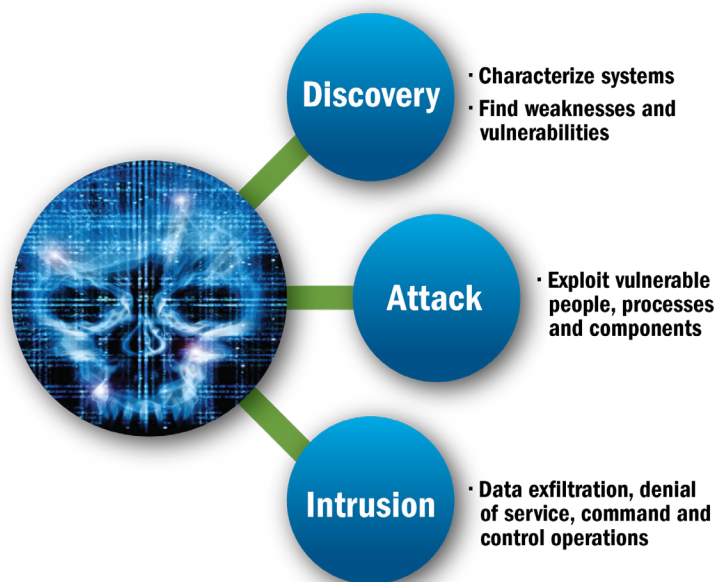 Discovery
· Characterize systems
· Find weaknesses and
vulnerabilities
Attack
· Exploit vulnerable
people, processes
and components
Intrusion
· Data exfiltration, denial
of service, command and
control operations